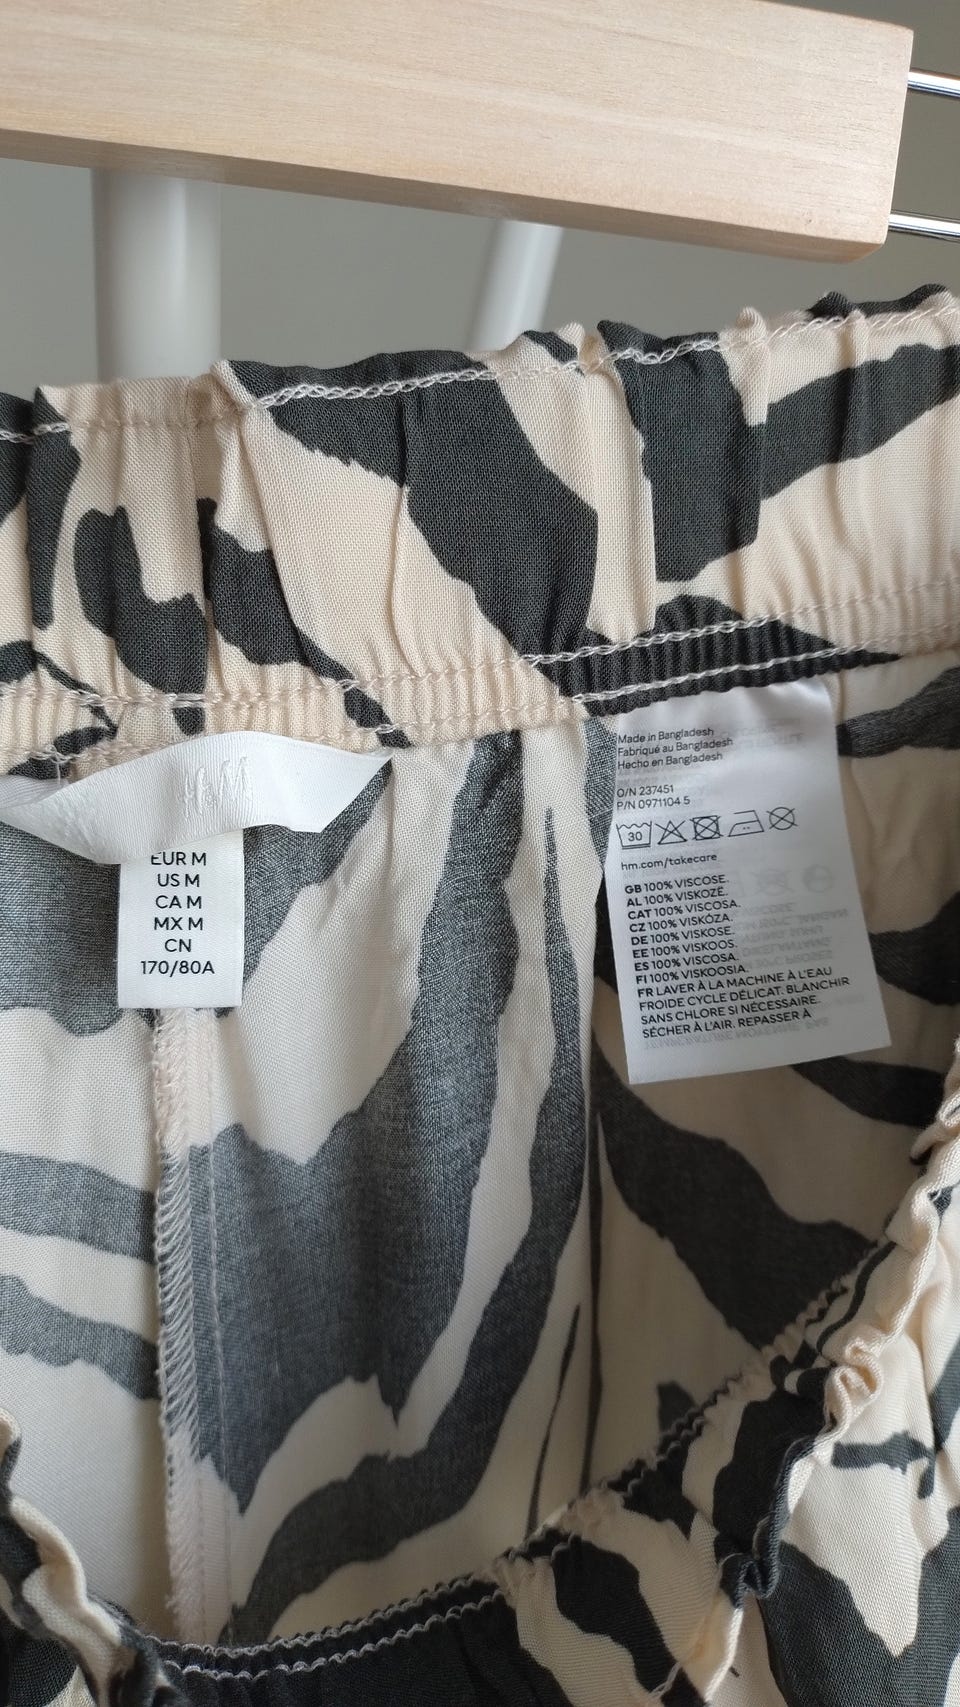 H&M
EUR M
US M
CA M
MX M
CN
170/80A
Made in Bangladesh
Fabriqué au Bangladesh
Hecho en Bangladesh
O/N 237451
P/N 0971104 5
30
hm.com/takecare
GB 100% VISCOSE.
AL 100% VISKOZË.
CAT 100% VISCOSA.
CZ 100% VISKÓZA.
DE 100% VISKOSE.
EE 100% VISKOOS.
ES 100% VISCOSA.
FI 100% VISKOOSIA.
FR LAVER À LA MACHINE À L'EAU
FROIDE CYCLE DÉLICAT. BLANCHIR
SANS CHLORE SI NÉCESSAIRE.
SÉCHER À L'AIR. REPASSER À